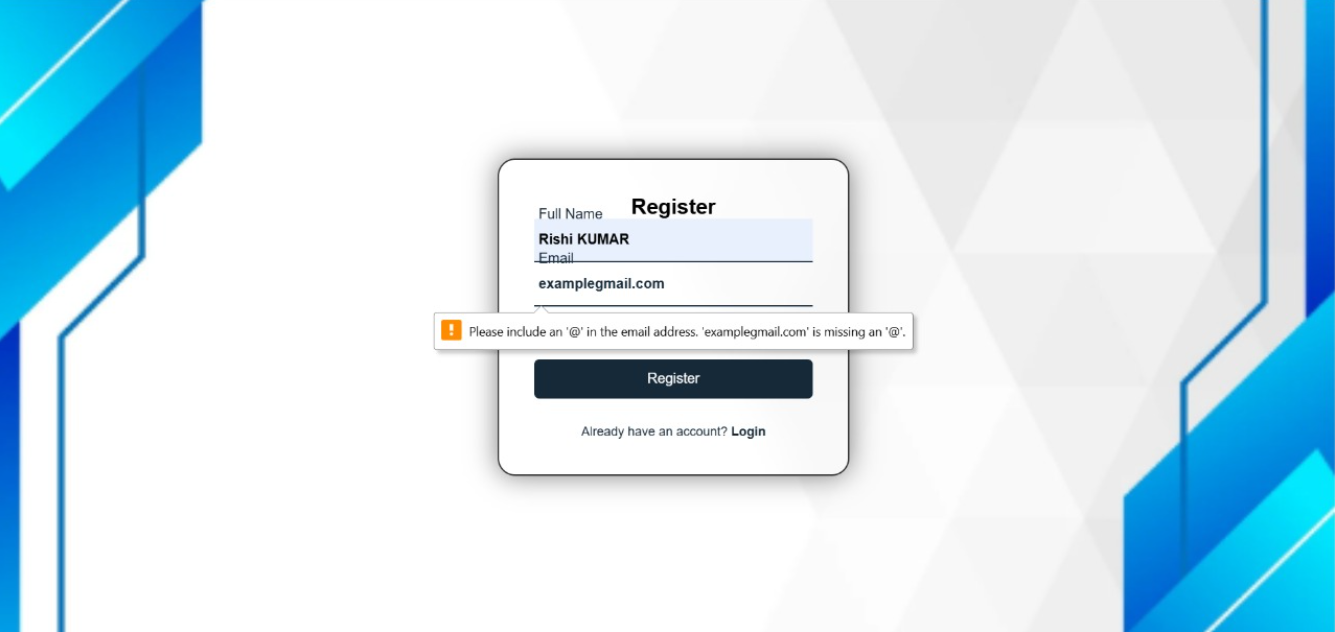 Register
Full Name
Rishi KUMAR
Email
examplegmail.com
Please include an '@' in the email address. 'examplegmail.com' is missing an '@'.
Register
Already have an account? Login